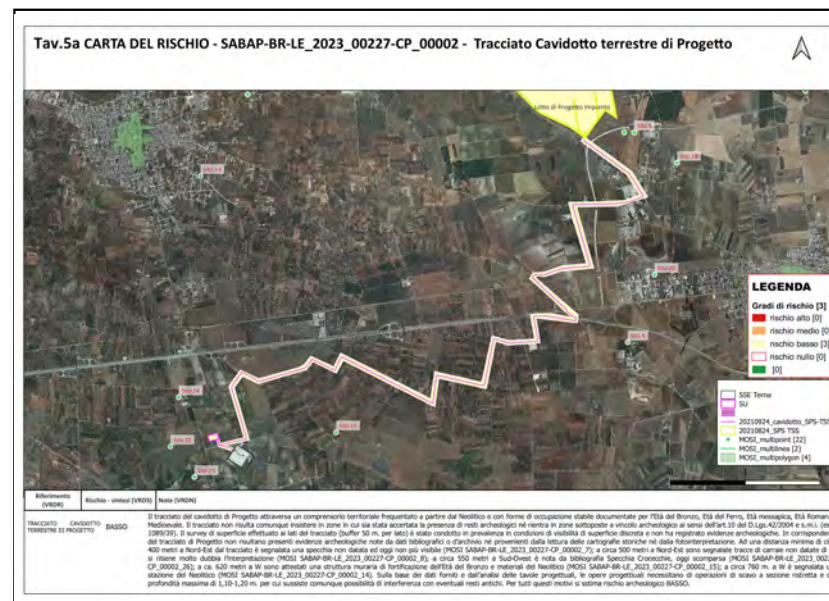 Tav.5a CARTA DEL RISCHIO - SABAP-BR-LE_2023_00227-CP_00002 - Tracciato Cavidotto terrestre di Progetto
Lotto di Progetto Impianto
LEGENDA
Gradi di rischio [3]
rischio alto [0]
rischio medio [0]
rischio basso [3]
rischio nullo [0]
[0]
SSE Terna
SU
20210924_cavidotto_SPS-TSS
20210824_SPS TSS
MOSI_multipoint [22]
MOSI_multilinea [2]
MOSI_multipolygon [4]
Riferimento (VRDR)
Rischio - sintesi (VRDS)
Note (VRDN)
TRACCIATO CAVIDOTTO TERRESTRE DI PROGETTO
BASSO
Il tracciato del cavidotto di Progetto attraversa un comprensorio territoriale frequentato a partire dal Neolitico e con forme di occupazione stabile documentate per l'Età del Bronzo, Età del Ferro, Età messapica, Età Romana
Medioevale. Il tracciato non risulta comunque insistere in zone in cui sia stata accertata la presenza di resti archeologici né rientra in zone sottoposte a vincolo archeologico ai sensi dell'art.10 del D.Lgs.42/2004 e s.m.i. (ex
1089/39). Il survey di superficie effettuato ai lati del tracciato (buffer 50 m. per lato) è stato condotto in prevalenza in condizioni di visibilità di superficie discreta e non ha registrato evidenze archeologiche. In corrispondenza
del tracciato di Progetto non risultano presenti evidenze archeologiche note da dati bibliografici o d'archivio né provenienti dalla lettura delle cartografie storiche né dalla fotointerpretazione. Ad una distanza minima di
400 metri a Nord-Est dal tracciato è segnalata una specchia non datata ed oggi non più visibile (MOSI SABAP-BR-LE_2023_00227-CP_00002_7); a circa 500 metri a Nord-Est sono segnalate tracce di carraie non datate di
si ritiene molto dubbia l'interpretazione (MOSI SABAP-BR-LE_2023_00227-CP_00002_8); a circa 550 metri a Sud-Ovest è nota da bibliografia Specchia Crocecchie, oggi scomparsa (MOSI SABAP-BR-LE_2023_
CP_00002_26); a ca. 620 metri a W sono attestati una struttura muraria di fortificazione dell'Età del Bronzo e materiali del Neolitico (MOSI SABAP-BR-LE_2023_00227-CP_00002_15); a circa 760 m. a W è segnalata
stazione del Neolitico (MOSI SABAP-BR-LE_2023_00227-CP_00002_14). Sulla base dei dati forniti e dall'analisi delle tavole progettuali, le opere progettuali necessitano di operazioni di scavo a sezione ristretta e
profondità massima di 1,10-1,20 m. per cui sussiste comunque possibilità di interferenza con eventuali resti antichi. Per tutti questi motivi si stima rischio archeologico BASSO.